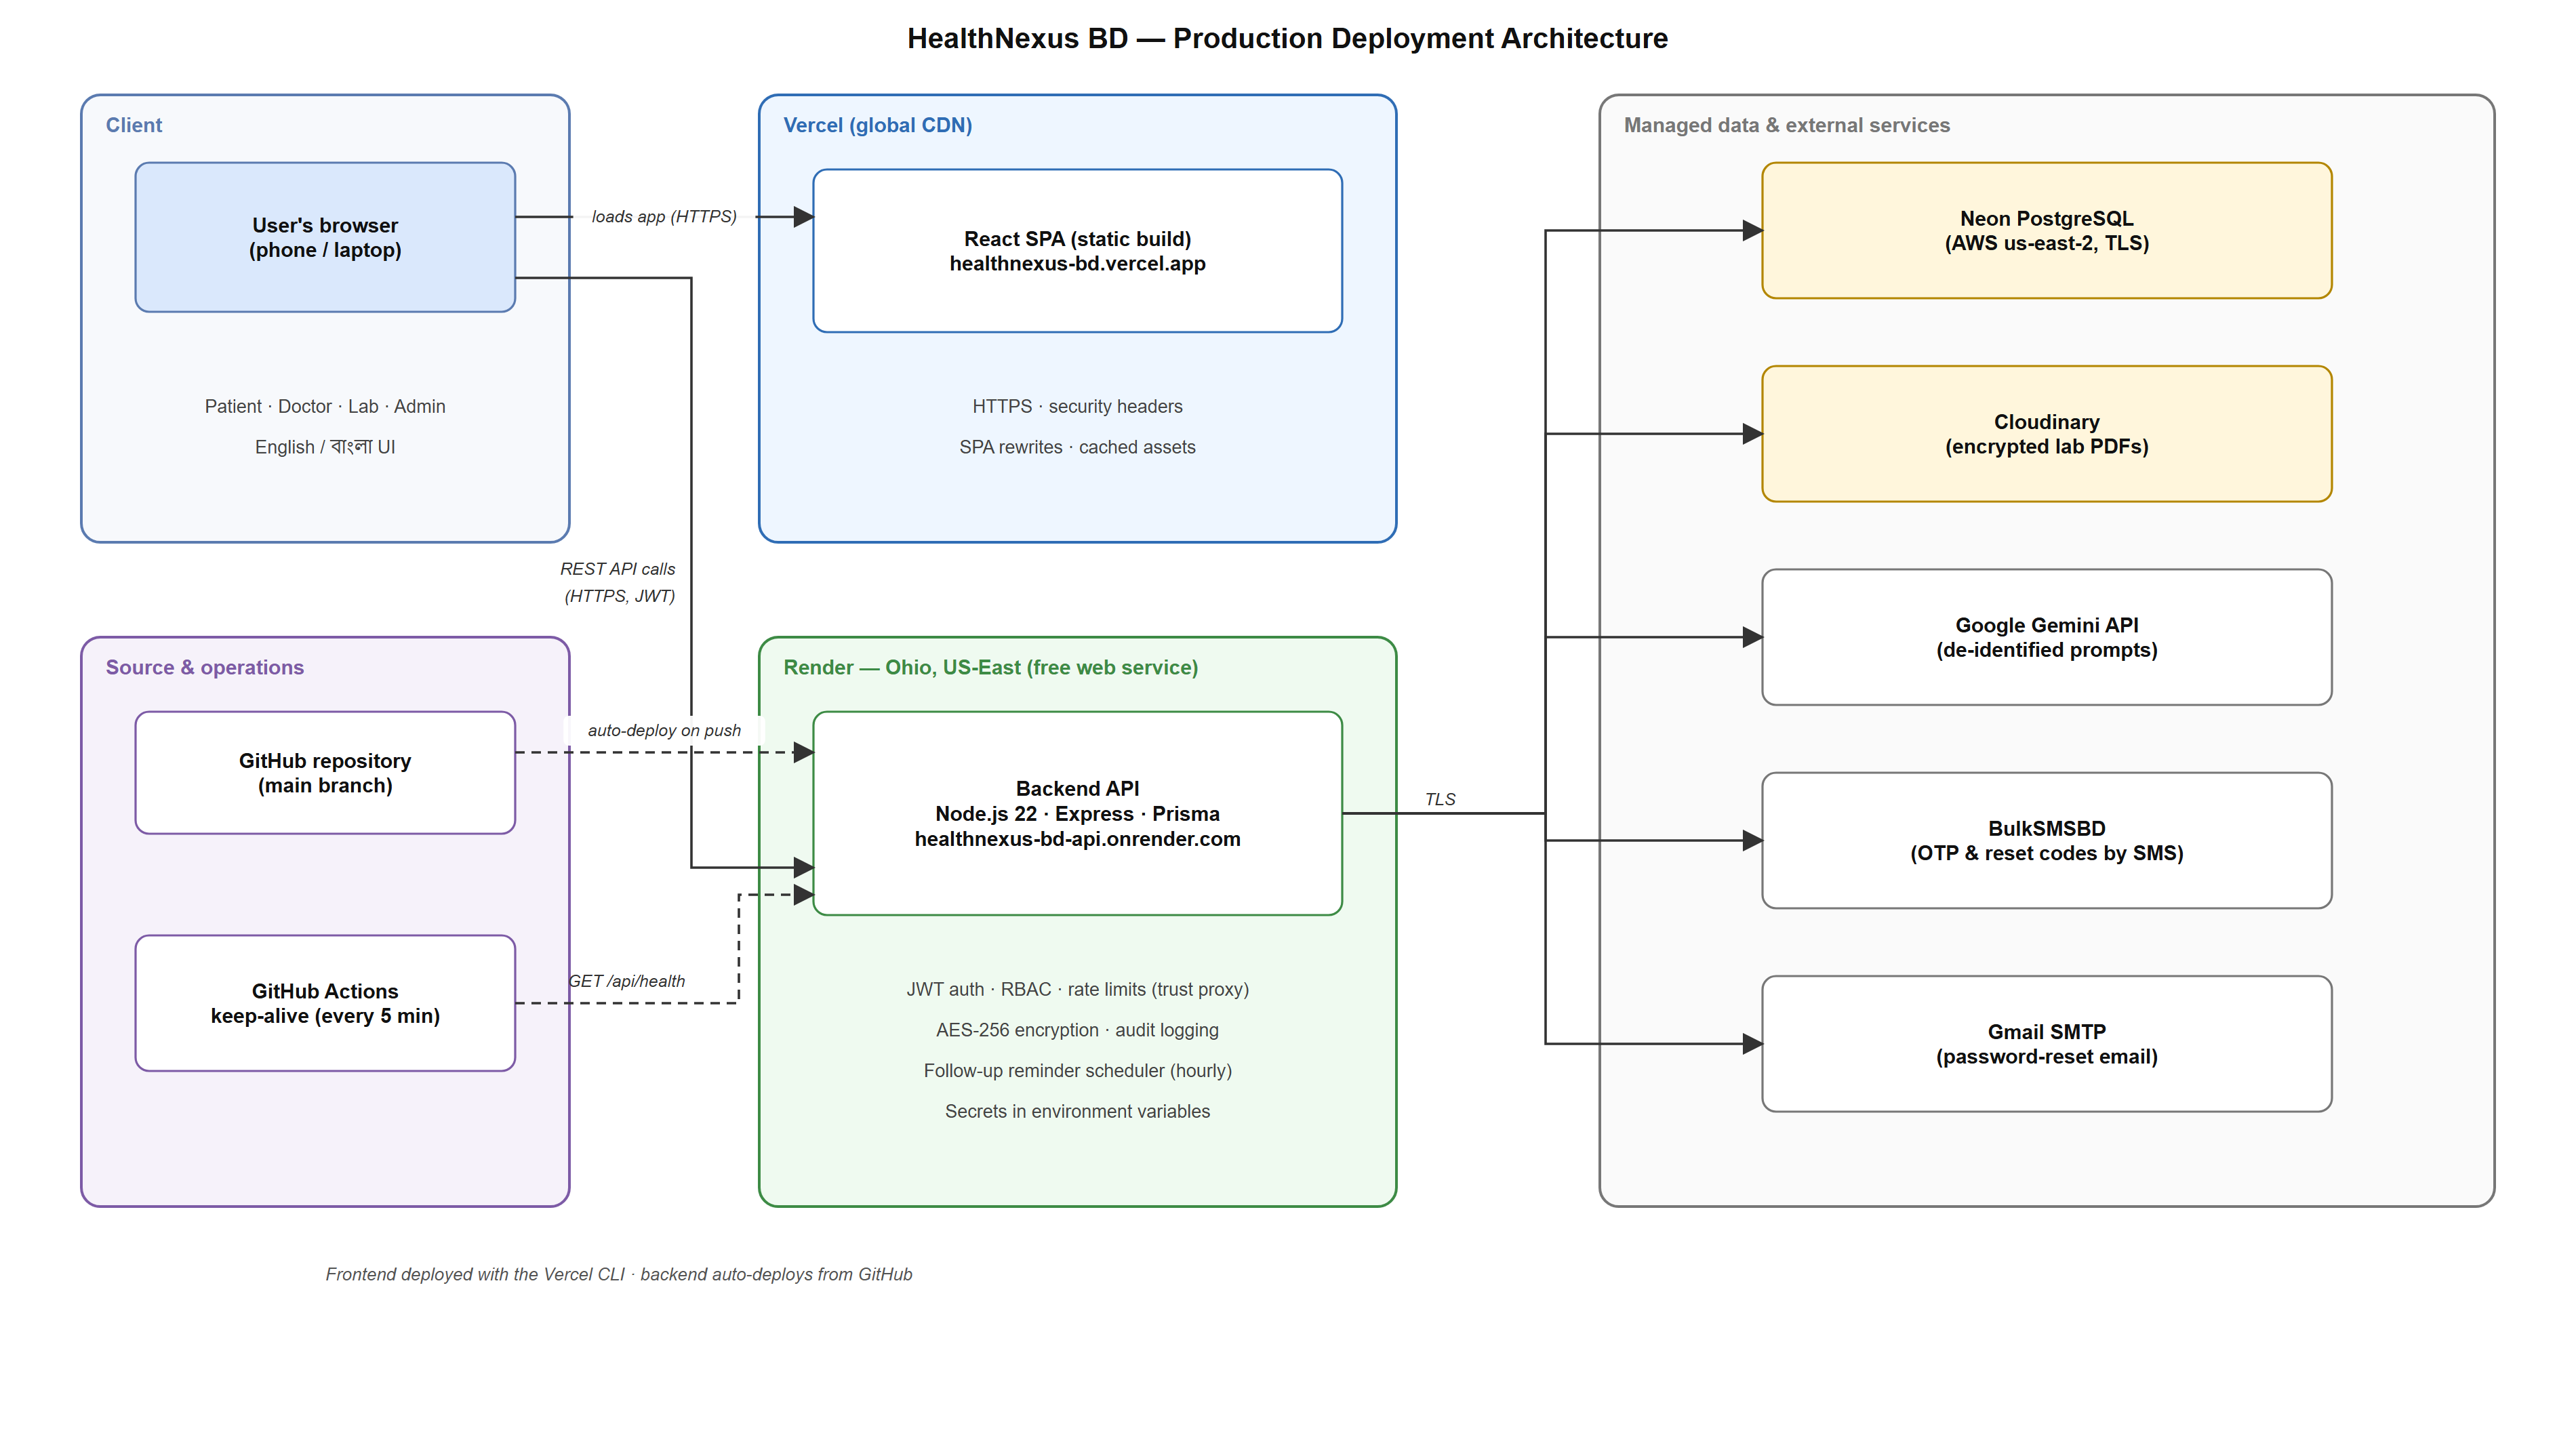 HealthNexus BD — Production Deployment Architecture
Client
User's browser
(phone / laptop)
Patient · Doctor · Lab · Admin
English / বাংলা UI
loads app (HTTPS)
Vercel (global CDN)
React SPA (static build)
healthnexus-bd.vercel.app
HTTPS · security headers
SPA rewrites · cached assets
REST API calls
(HTTPS, JWT)
Source & operations
GitHub repository
(main branch)
auto-deploy on push
GitHub Actions
keep-alive (every 5 min)
GET /api/health
Render — Ohio, US-East (free web service)
Backend API
Node.js 22 · Express · Prisma
healthnexus-bd-api.onrender.com
JWT auth · RBAC · rate limits (trust proxy)
AES-256 encryption · audit logging
Follow-up reminder scheduler (hourly)
Secrets in environment variables
TLS
Managed data & external services
Neon PostgreSQL
(AWS us-east-2, TLS)
Cloudinary
(encrypted lab PDFs)
Google Gemini API
(de-identified prompts)
BulkSMSBD
(OTP & reset codes by SMS)
Gmail SMTP
(password-reset email)
Frontend deployed with the Vercel CLI · backend auto-deploys from GitHub